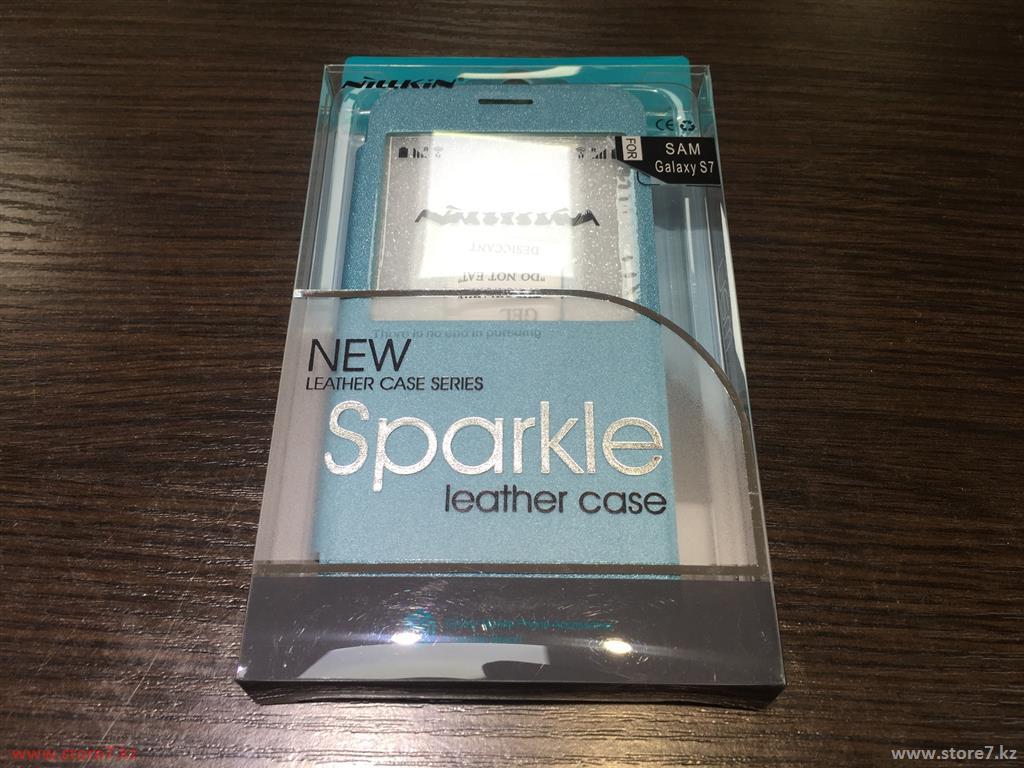 NiLLKiN
FOR
SAM
Galaxy S7
NiLLKiN
DESICCANT
"DO NOT EAT"
GEL
There is no end in pursuing
NEW
LEATHER CASE SERIES
Sparkle
leather case
www.store7.kz
www.store7.kz